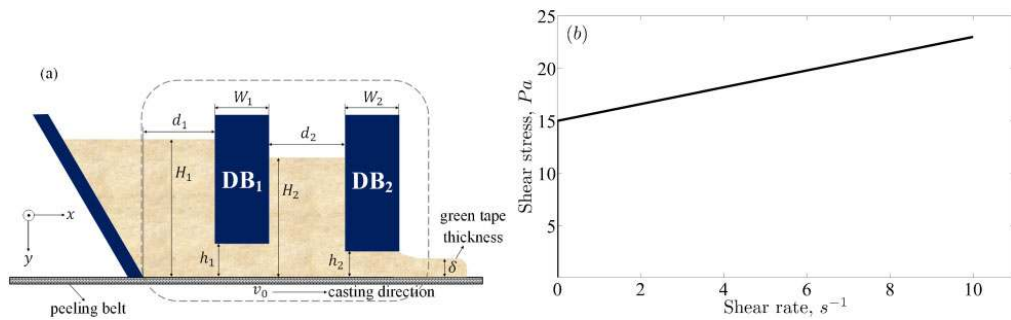 (a)
W₁
W₂
d₁
d₂
H₁
DB₁
H₂
DB₂
x
y
h₁
h₂
green tape
thickness
δ
v₀
casting direction
peeling belt
(b)
Shear stress, Pa
25
20
15
10
5
0
2
4
6
8
10
Shear rate, s⁻¹